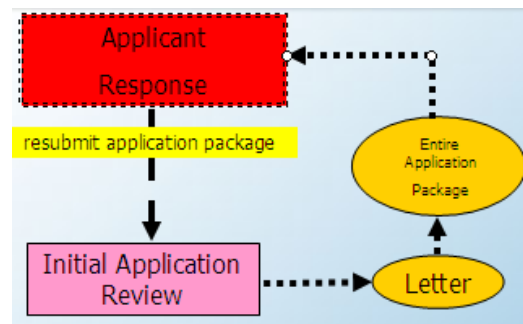 Applicant
Response
resubmit application package
Entire
Application
Package
Initial Application
Review
Letter